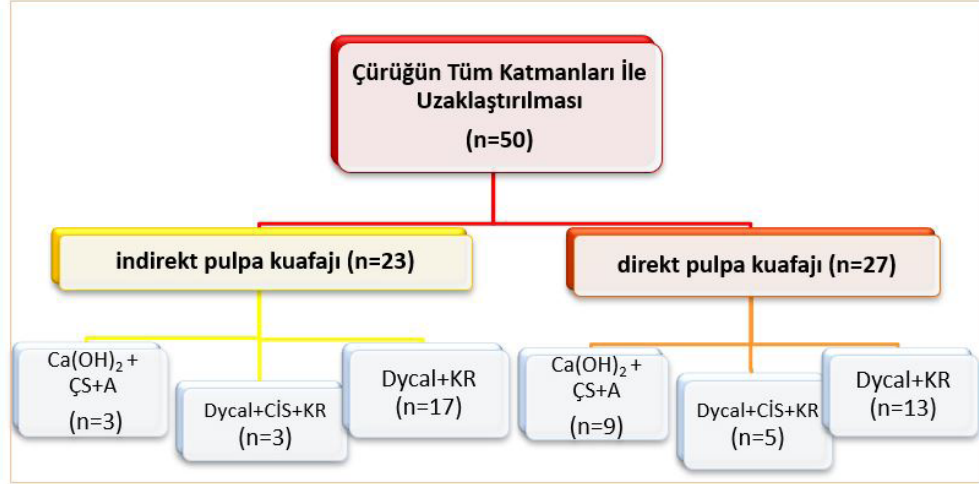 Çürüğün Tüm Katmanları İle
Uzaklaştırılması
(n=50)
indirekt pulpa kuafajı (n=23)
direkt pulpa kuafajı (n=27)
Ca(OH)₂ +
ÇS+A
(n=3)
Dycal+CİS+KR
(n=3)
Dycal+KR
(n=17)
Ca(OH)₂ +
ÇS+A
(n=9)
Dycal+CİS+KR
(n=5)
Dycal+KR
(n=13)